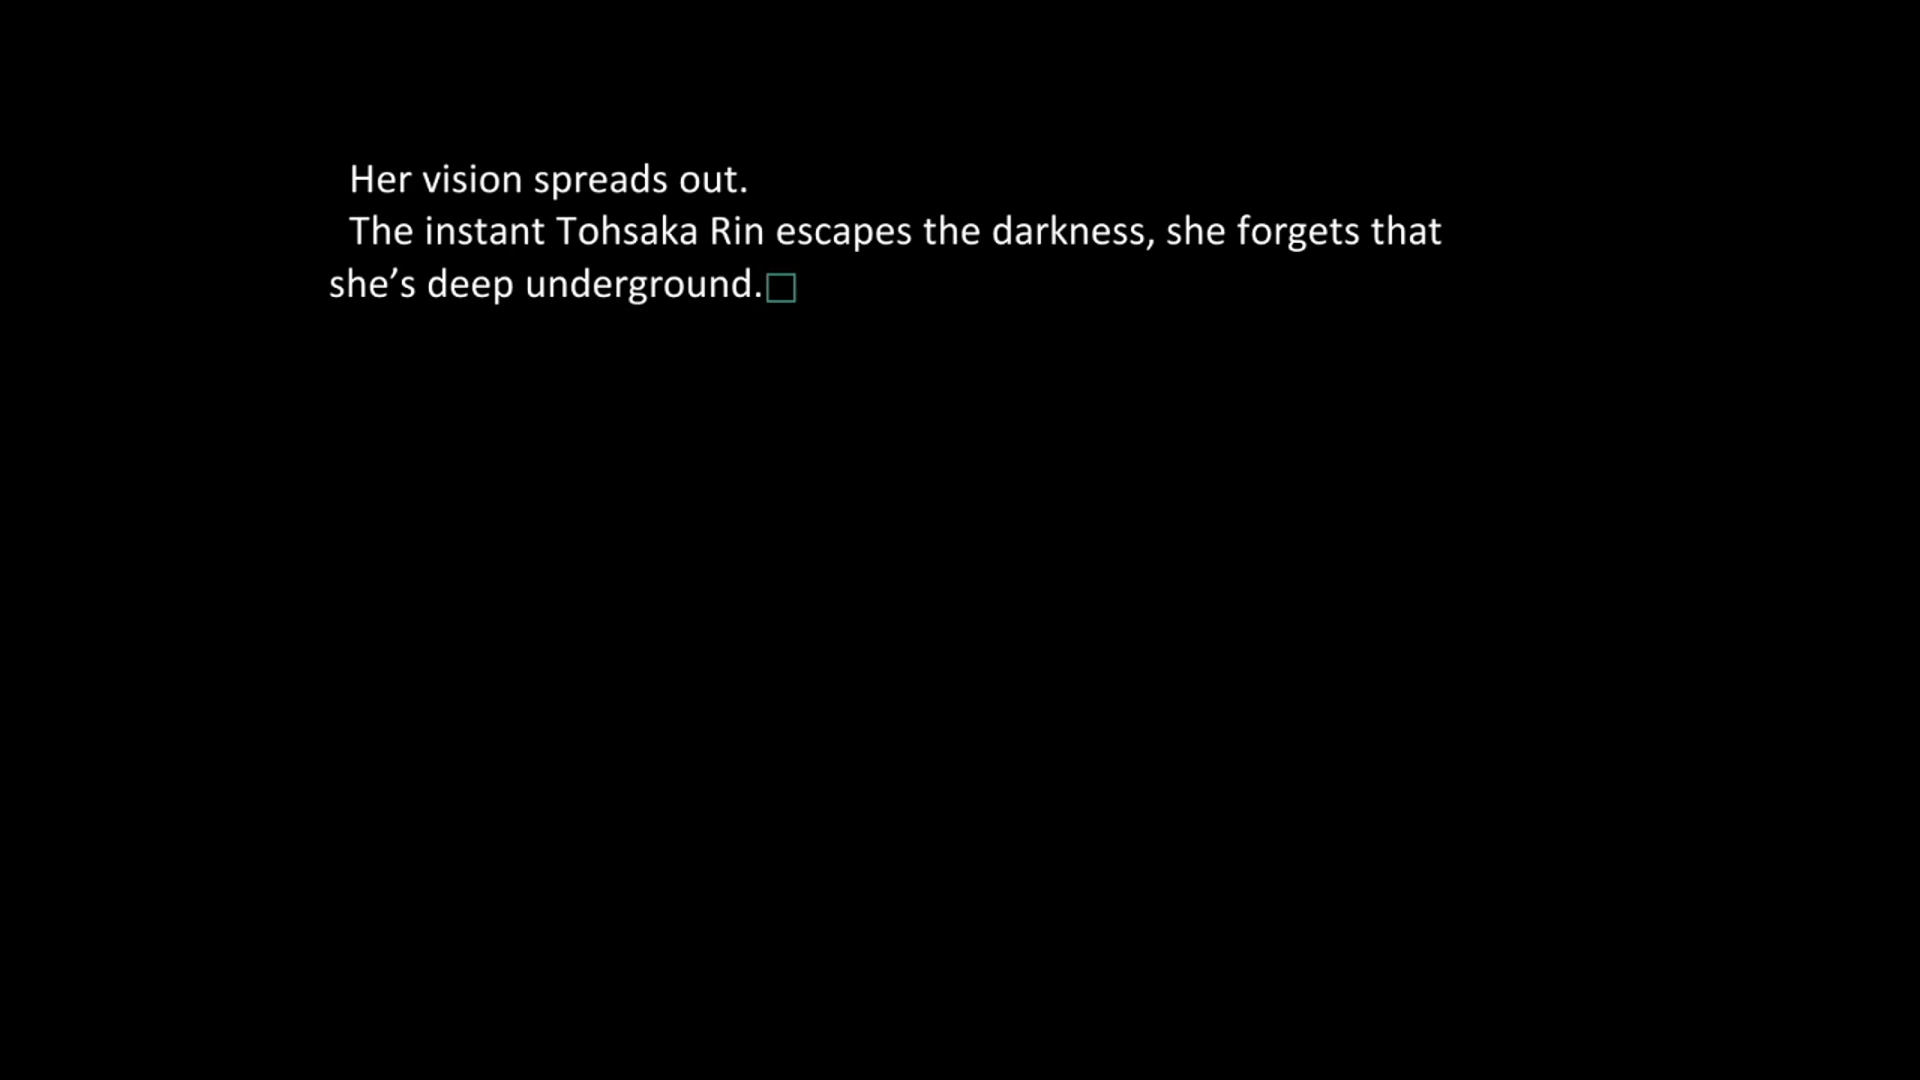 Her vision spreads out.
The instant Tohsaka Rin escapes the darkness, she forgets that
she’s deep underground.